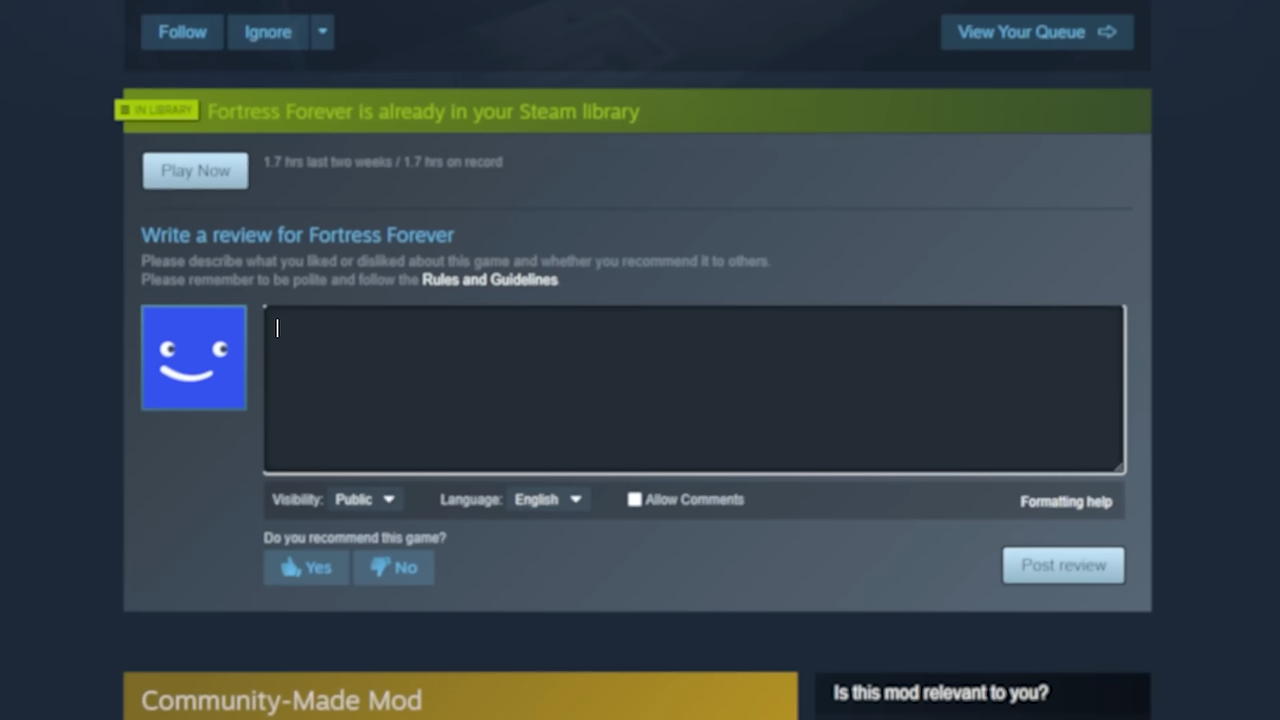 Follow Ignore View Your Queue
IN LIBRARY Fortress Forever is already in your Steam library
Play Now 1.7 hrs last two weeks / 1.7 hrs on record
Write a review for Fortress Forever
Please describe what you liked or disliked about this game and whether you recommend it to others.
Please remember to be polite and follow the Rules and Guidelines.
Visibility: Public Language: English Allow Comments Formatting help
Do you recommend this game?
Yes No Post review
Community-Made Mod Is this mod relevant to you?